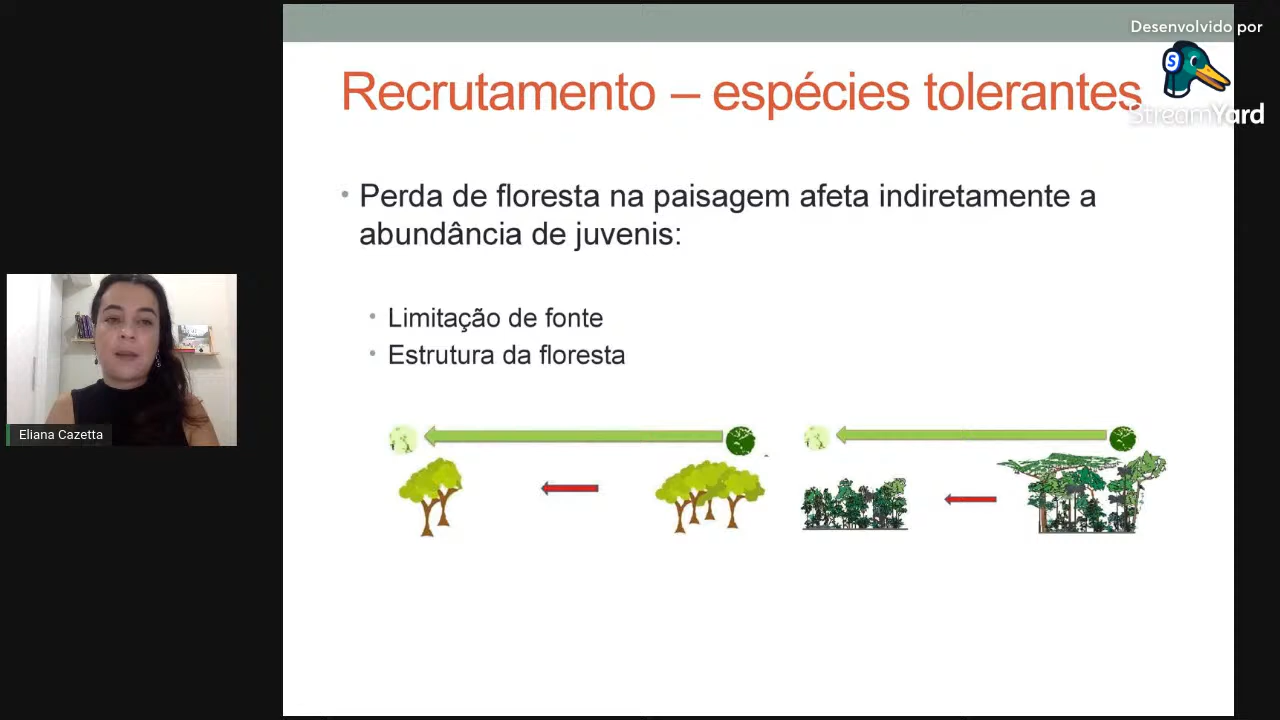 Desenvolvido por
S
StreamYard
Recrutamento – espécies tolerantes
• Perda de floresta na paisagem afeta indiretamente a
abundância de juvenis:
• Limitação de fonte
• Estrutura da floresta
Eliana Cazetta